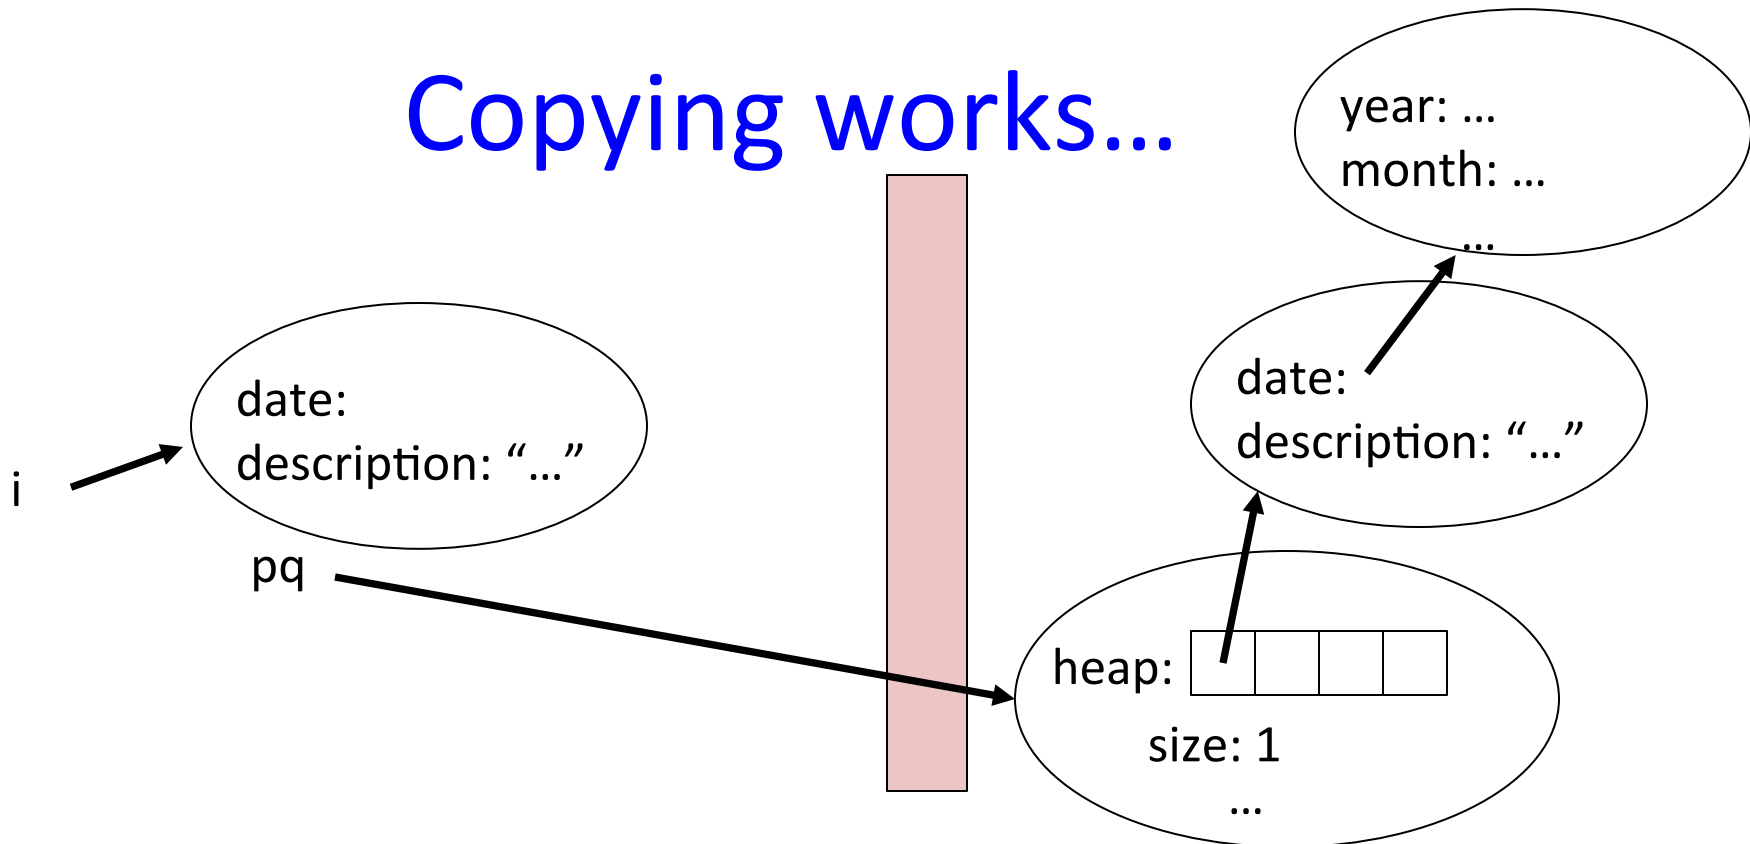 Copying works…
year: …
month: …
…
date:
description: “…”
i
pq
date:
description: “…”
heap:
size: 1
…